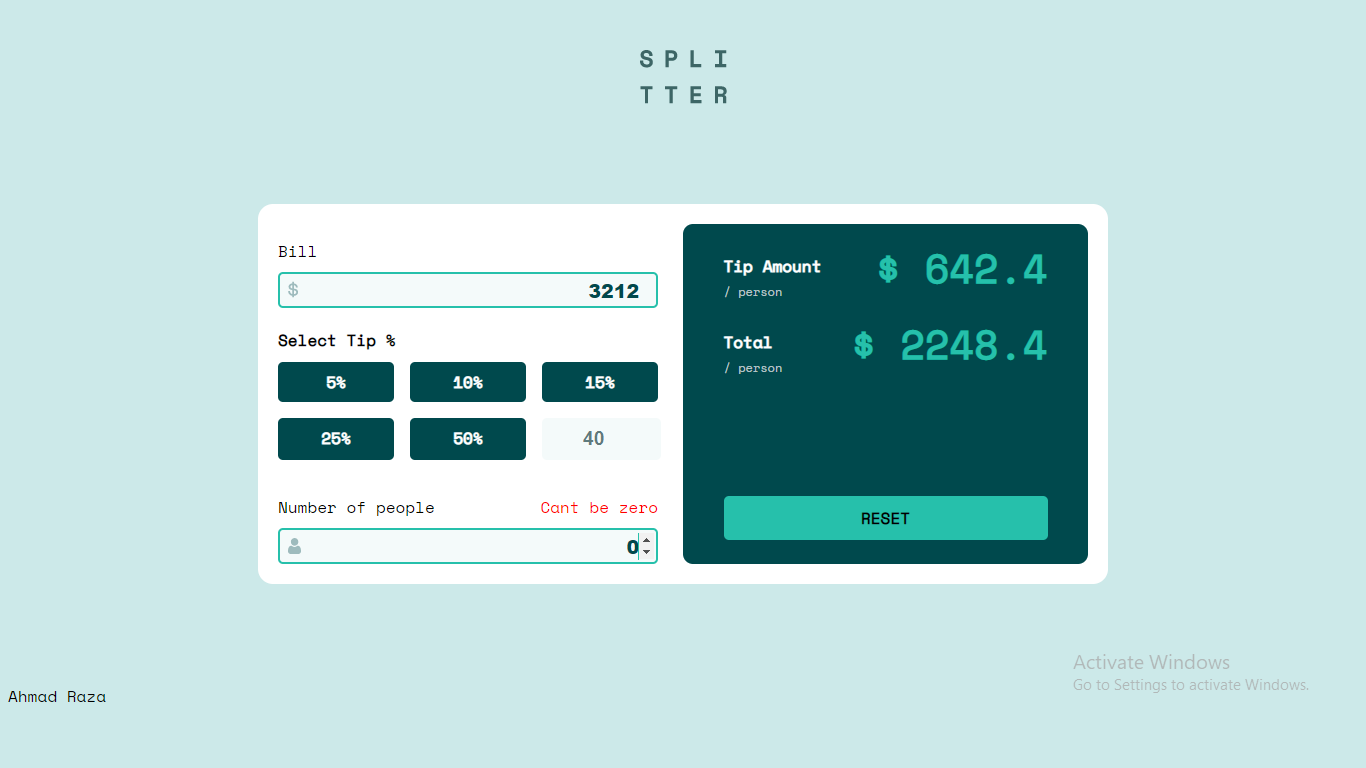 SPLI
TTER
Bill
$ 3212
Select Tip %
5% 10% 15%
25% 50% 40
Number of people Cant be zero
0
Tip Amount $ 642.4
/ person
Total $ 2248.4
/ person
RESET
Activate Windows
Go to Settings to activate Windows.
Ahmad Raza